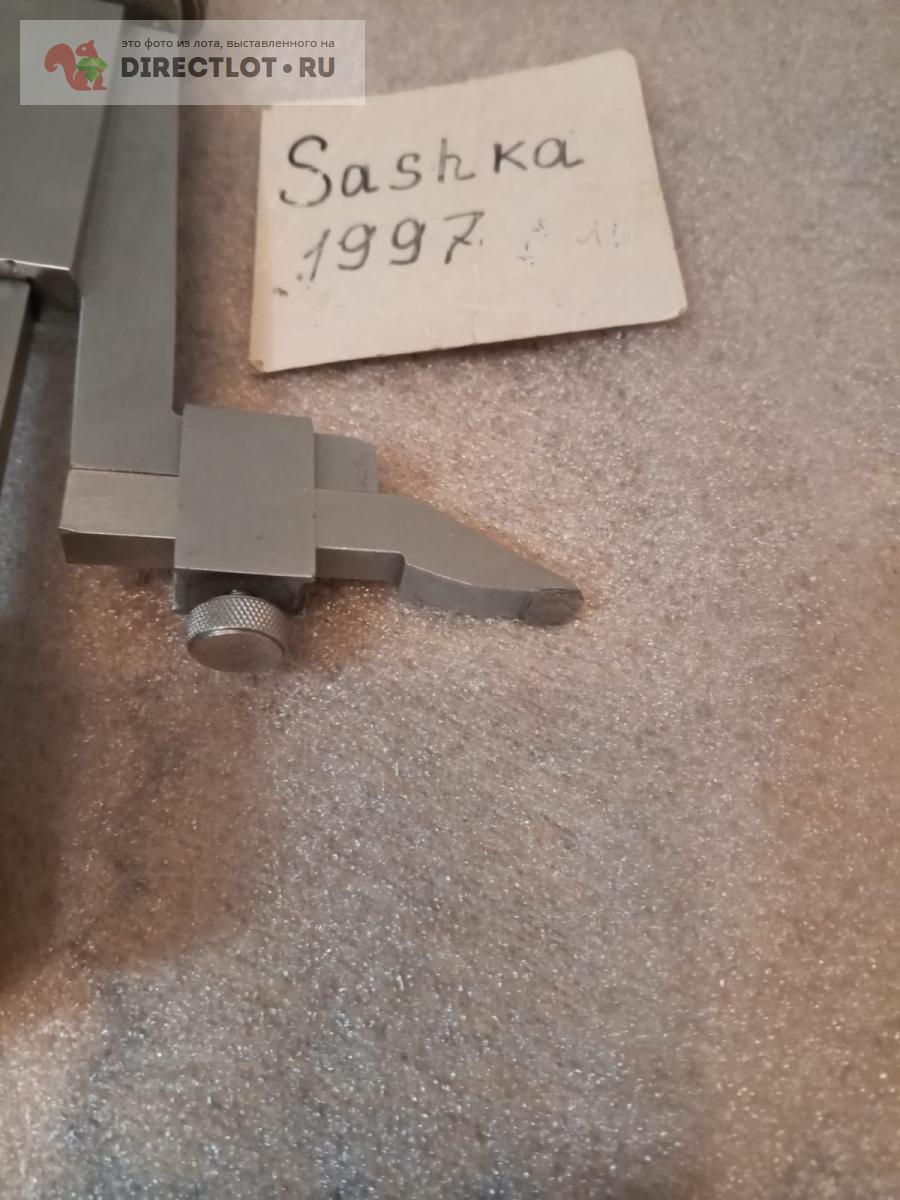 это фото из лота, выставленного на
DIRECTLOT•RU
Sashka
1997